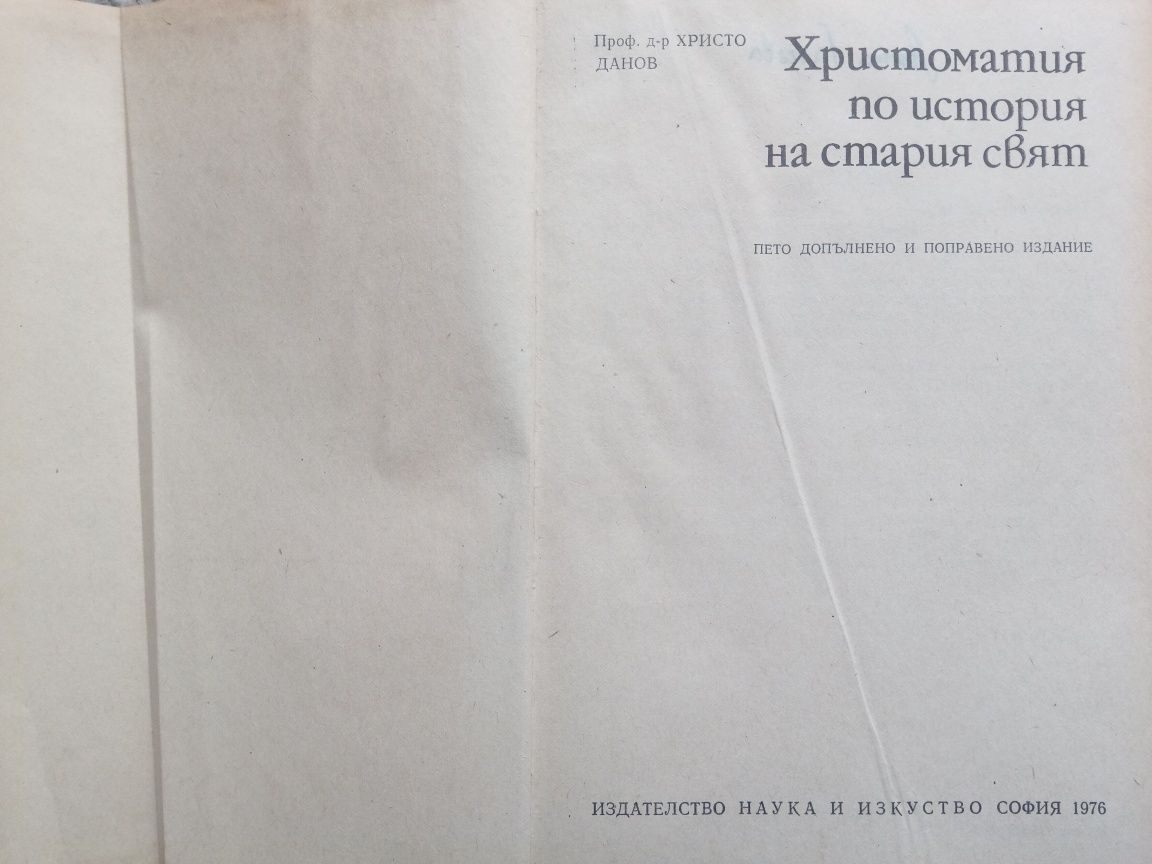 Проф. д-р ХРИСТО
ДАНОВ
Христоматия
по история
на стария свят
ПЕТО ДОПЪЛНЕНО И ПОПРАВЕНО ИЗДАНИЕ
ИЗДАТЕЛСТВО НАУКА И ИЗКУСТВО СОФИЯ 1976